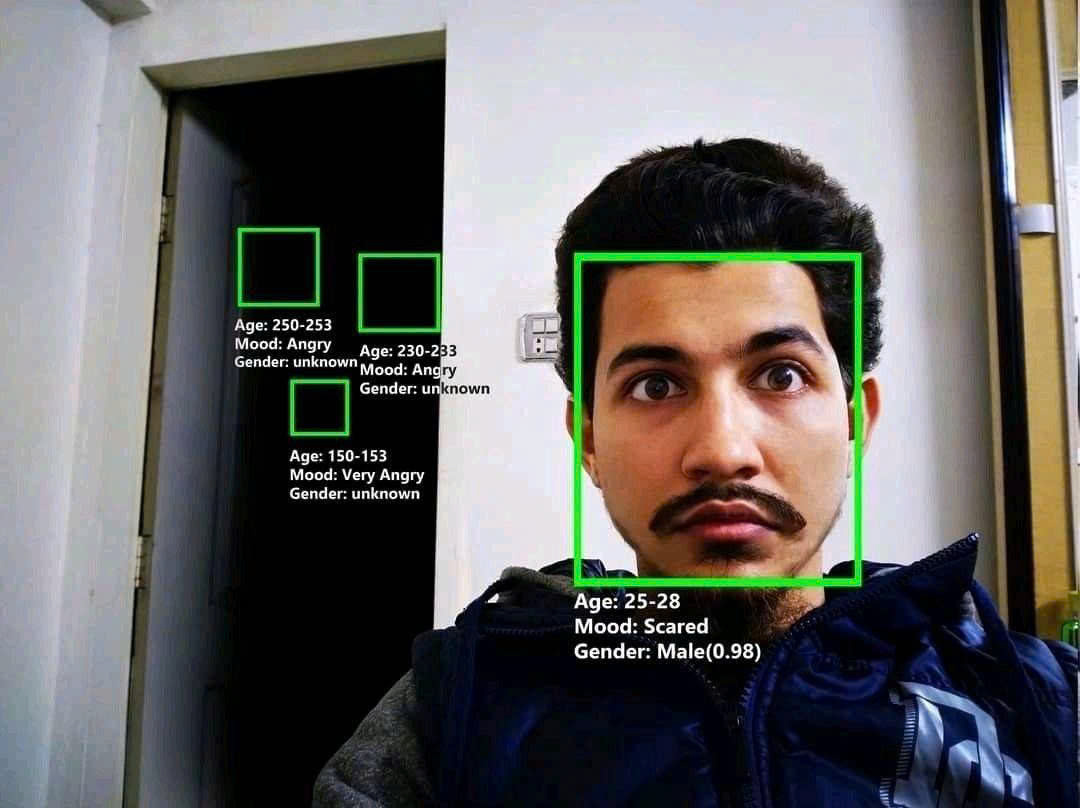 Age: 250-253
Mood: Angry
Gender: unknown
Age: 230-233
Mood: Angry
Gender: unknown
Age: 150-153
Mood: Very Angry
Gender: unknown
Age: 25-28
Mood: Scared
Gender: Male(0.98)